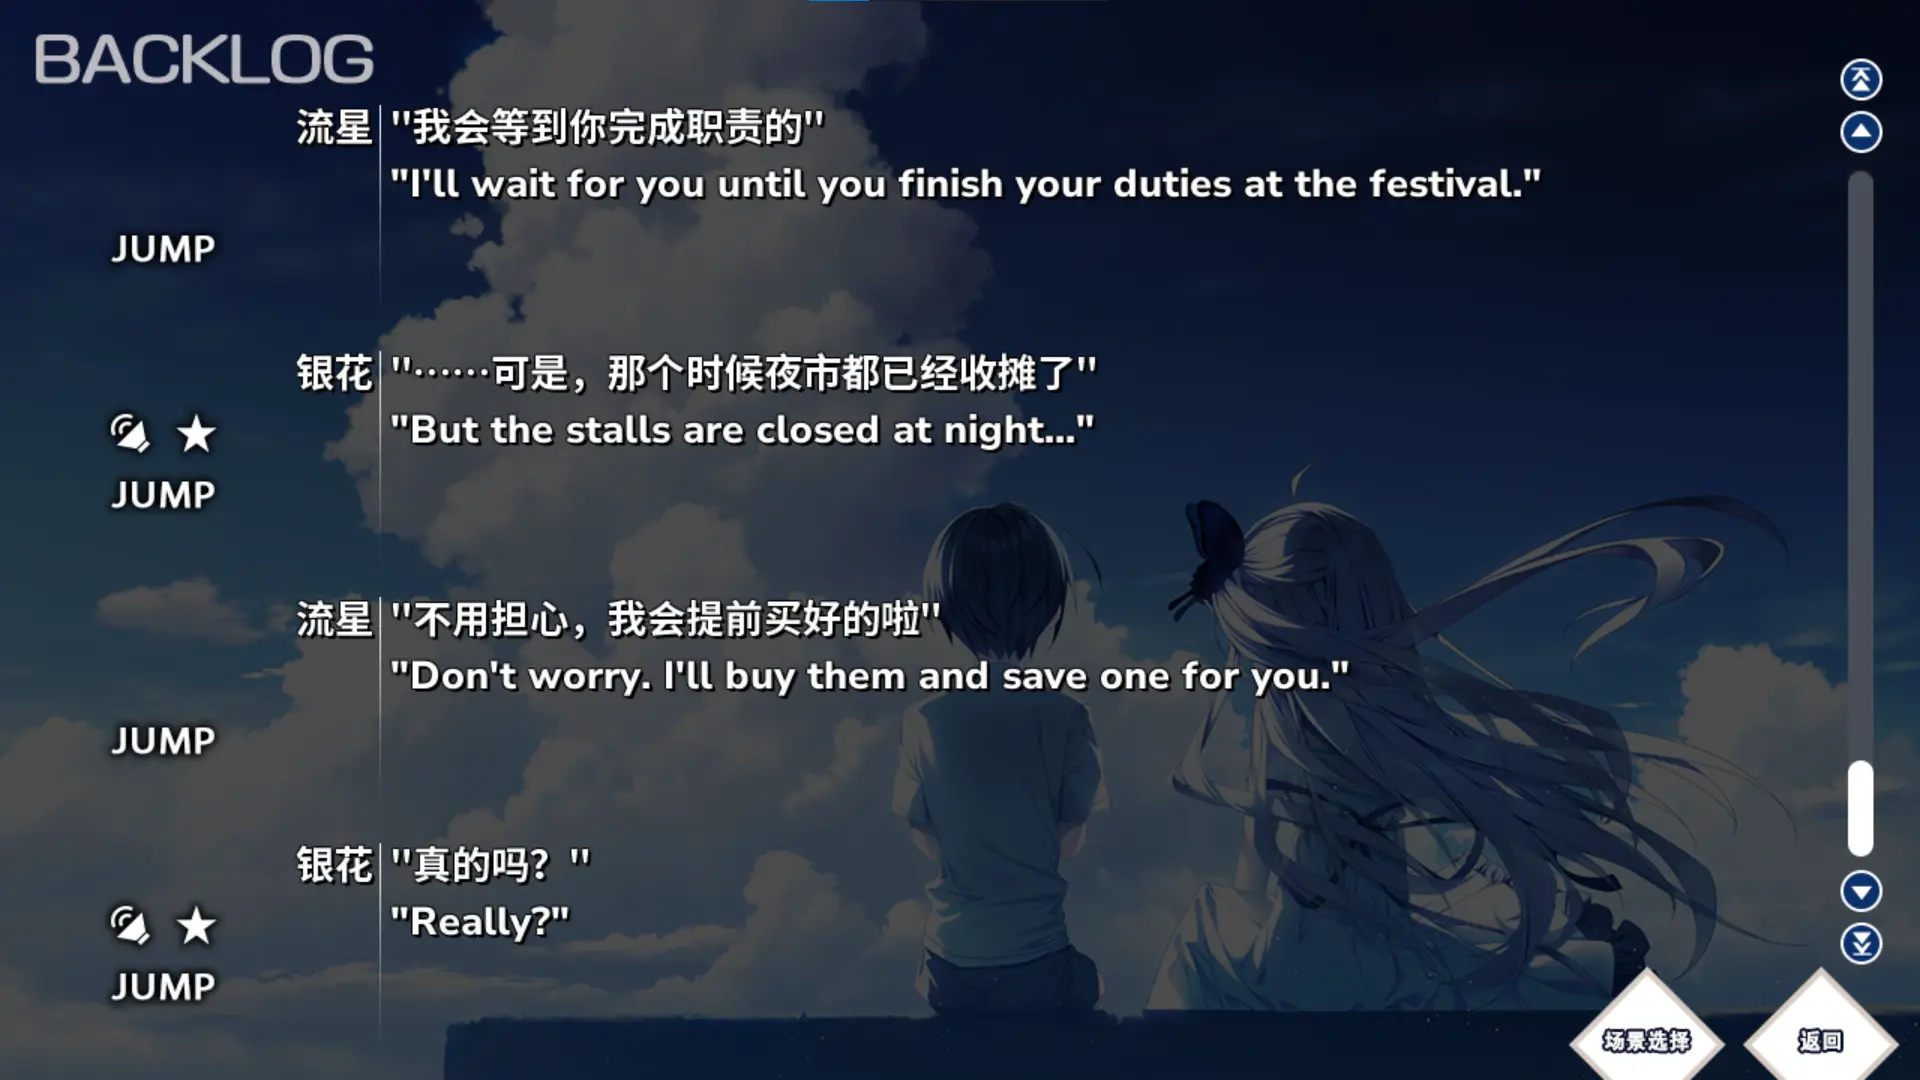 BACKLOG
流星 "我会等到你完成职责的"
"I'll wait for you until you finish your duties at the festival."
JUMP
银花 "……可是，那个时候夜市都已经收摊了"
"But the stalls are closed at night..."
JUMP
流星 "不用担心，我会提前买好的啦"
"Don't worry. I'll buy them and save one for you."
JUMP
银花 "真的吗？"
"Really?"
JUMP
场景选择
返回